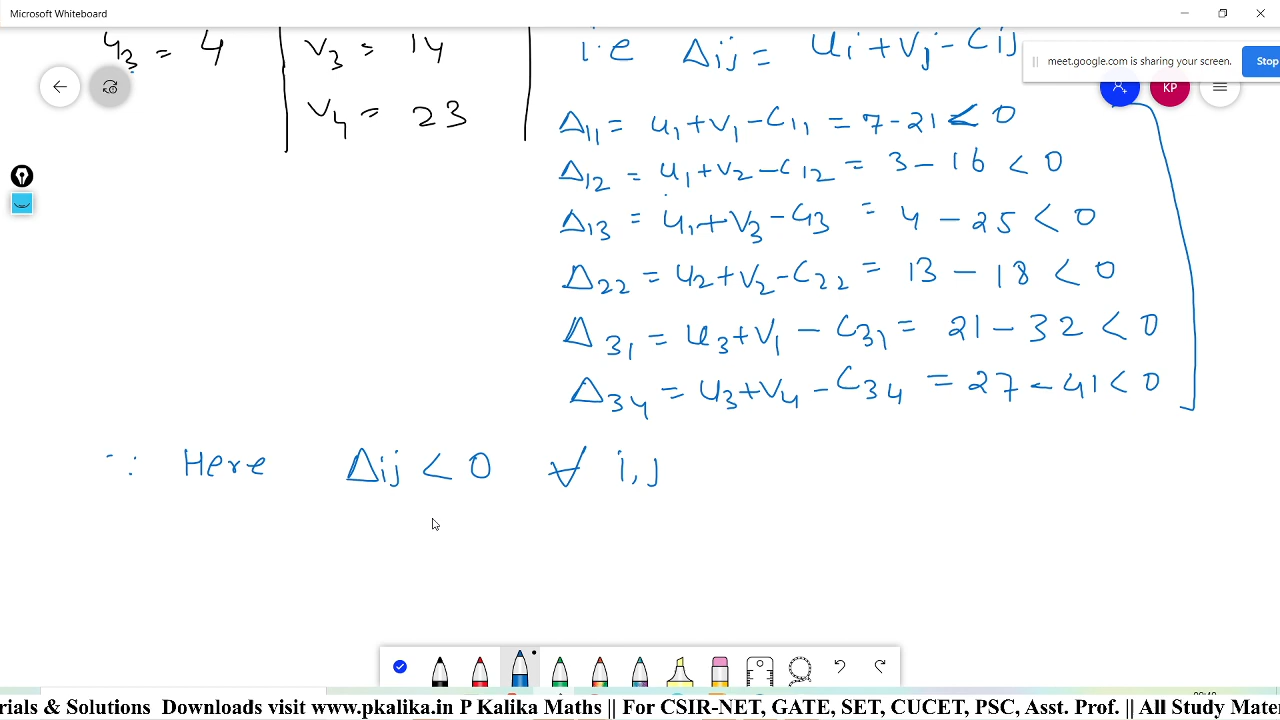 Microsoft Whiteboard
u3 = 4
v3 = 14
v4 = 23
i.e Δij = ui + vj - cij
meet.google.com is sharing your screen.
Stop
KP
Δ11 = u1 + v1 - c11 = 7 - 21 < 0
Δ12 = u1 + v2 - c12 = 3 - 16 < 0
Δ13 = u1 + v3 - c13 = 4 - 25 < 0
Δ22 = u2 + v2 - c22 = 13 - 18 < 0
Δ31 = u3 + v1 - c31 = 21 - 32 < 0
Δ34 = u3 + v4 - c34 = 27 - 41 < 0
∵ Here Δij < 0 ∀ i, j
rials & Solutions Downloads visit www.pkalika.in P Kalika Maths || For CSIR-NET, GATE, SET, CUCET, PSC, Asst. Prof. || All Study Mate